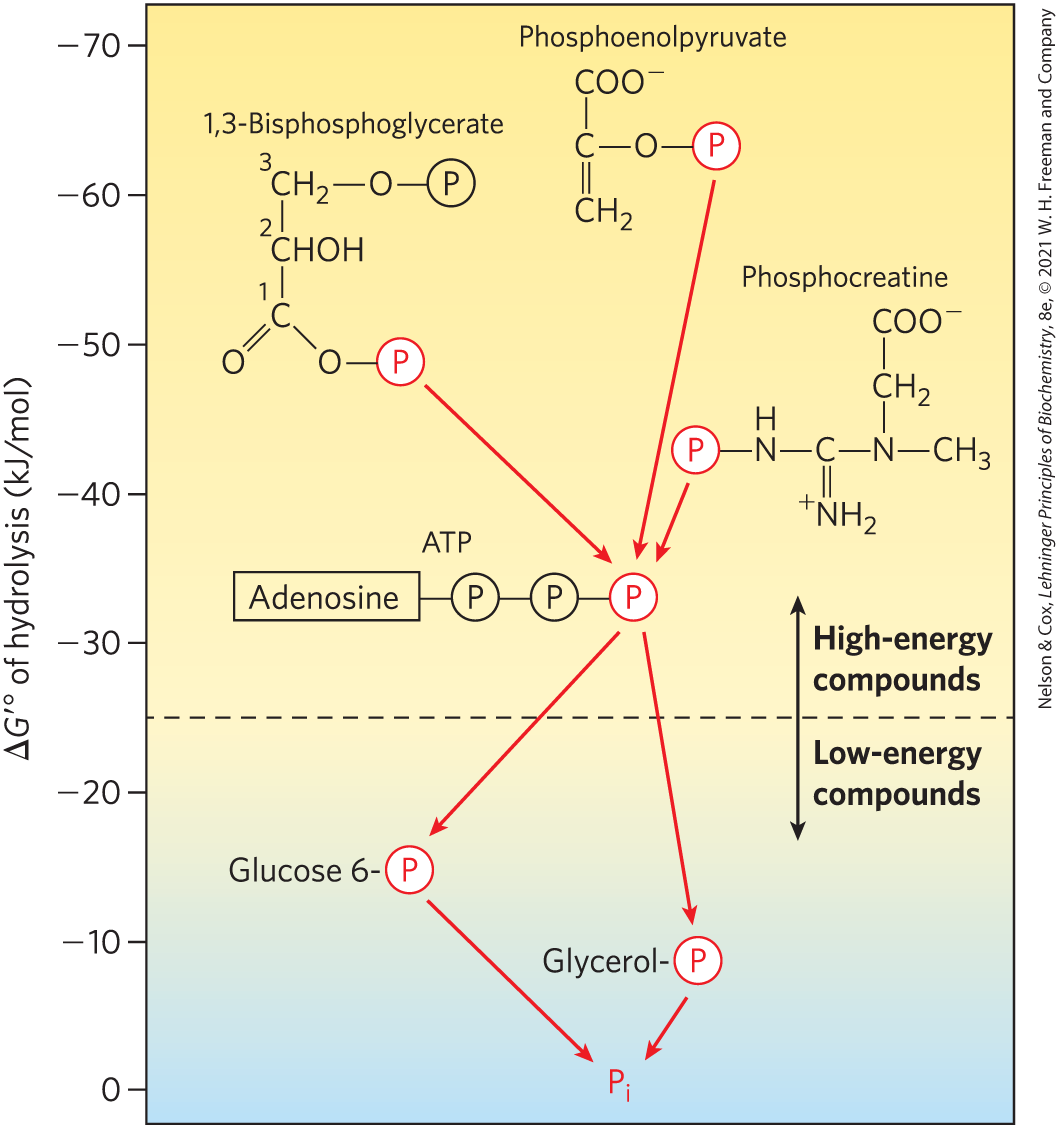 −70
−60
−50
−40
−30
−20
−10
0
ΔG′° of hydrolysis (kJ/mol)
Phosphoenolpyruvate
COO−
C—O—P
CH2
1,3-Bisphosphoglycerate
3
CH2—O—P
2
CHOH
1
C
O O—P
Phosphocreatine
COO−
CH2
H
P—N—C—N—CH3
+NH2
ATP
Adenosine—P—P—P
High-energy
compounds
Low-energy
compounds
Glucose 6-P
Glycerol-P
Pi
Nelson & Cox, Lehninger Principles of Biochemistry, 8e, © 2021 W. H. Freeman and Company